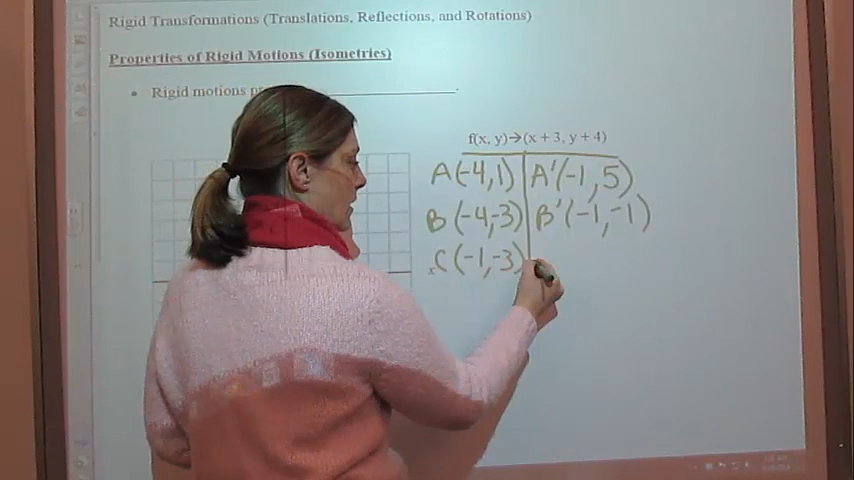 Rigid Transformations (Translations, Reflections, and Rotations)
Properties of Rigid Motions (Isometries)
• Rigid motions
f(x, y)→(x + 3, y + 4)
A(-4,1) A'(-1,5)
B(-4,-3) B'(-1,-1)
C(-1,-3)
x